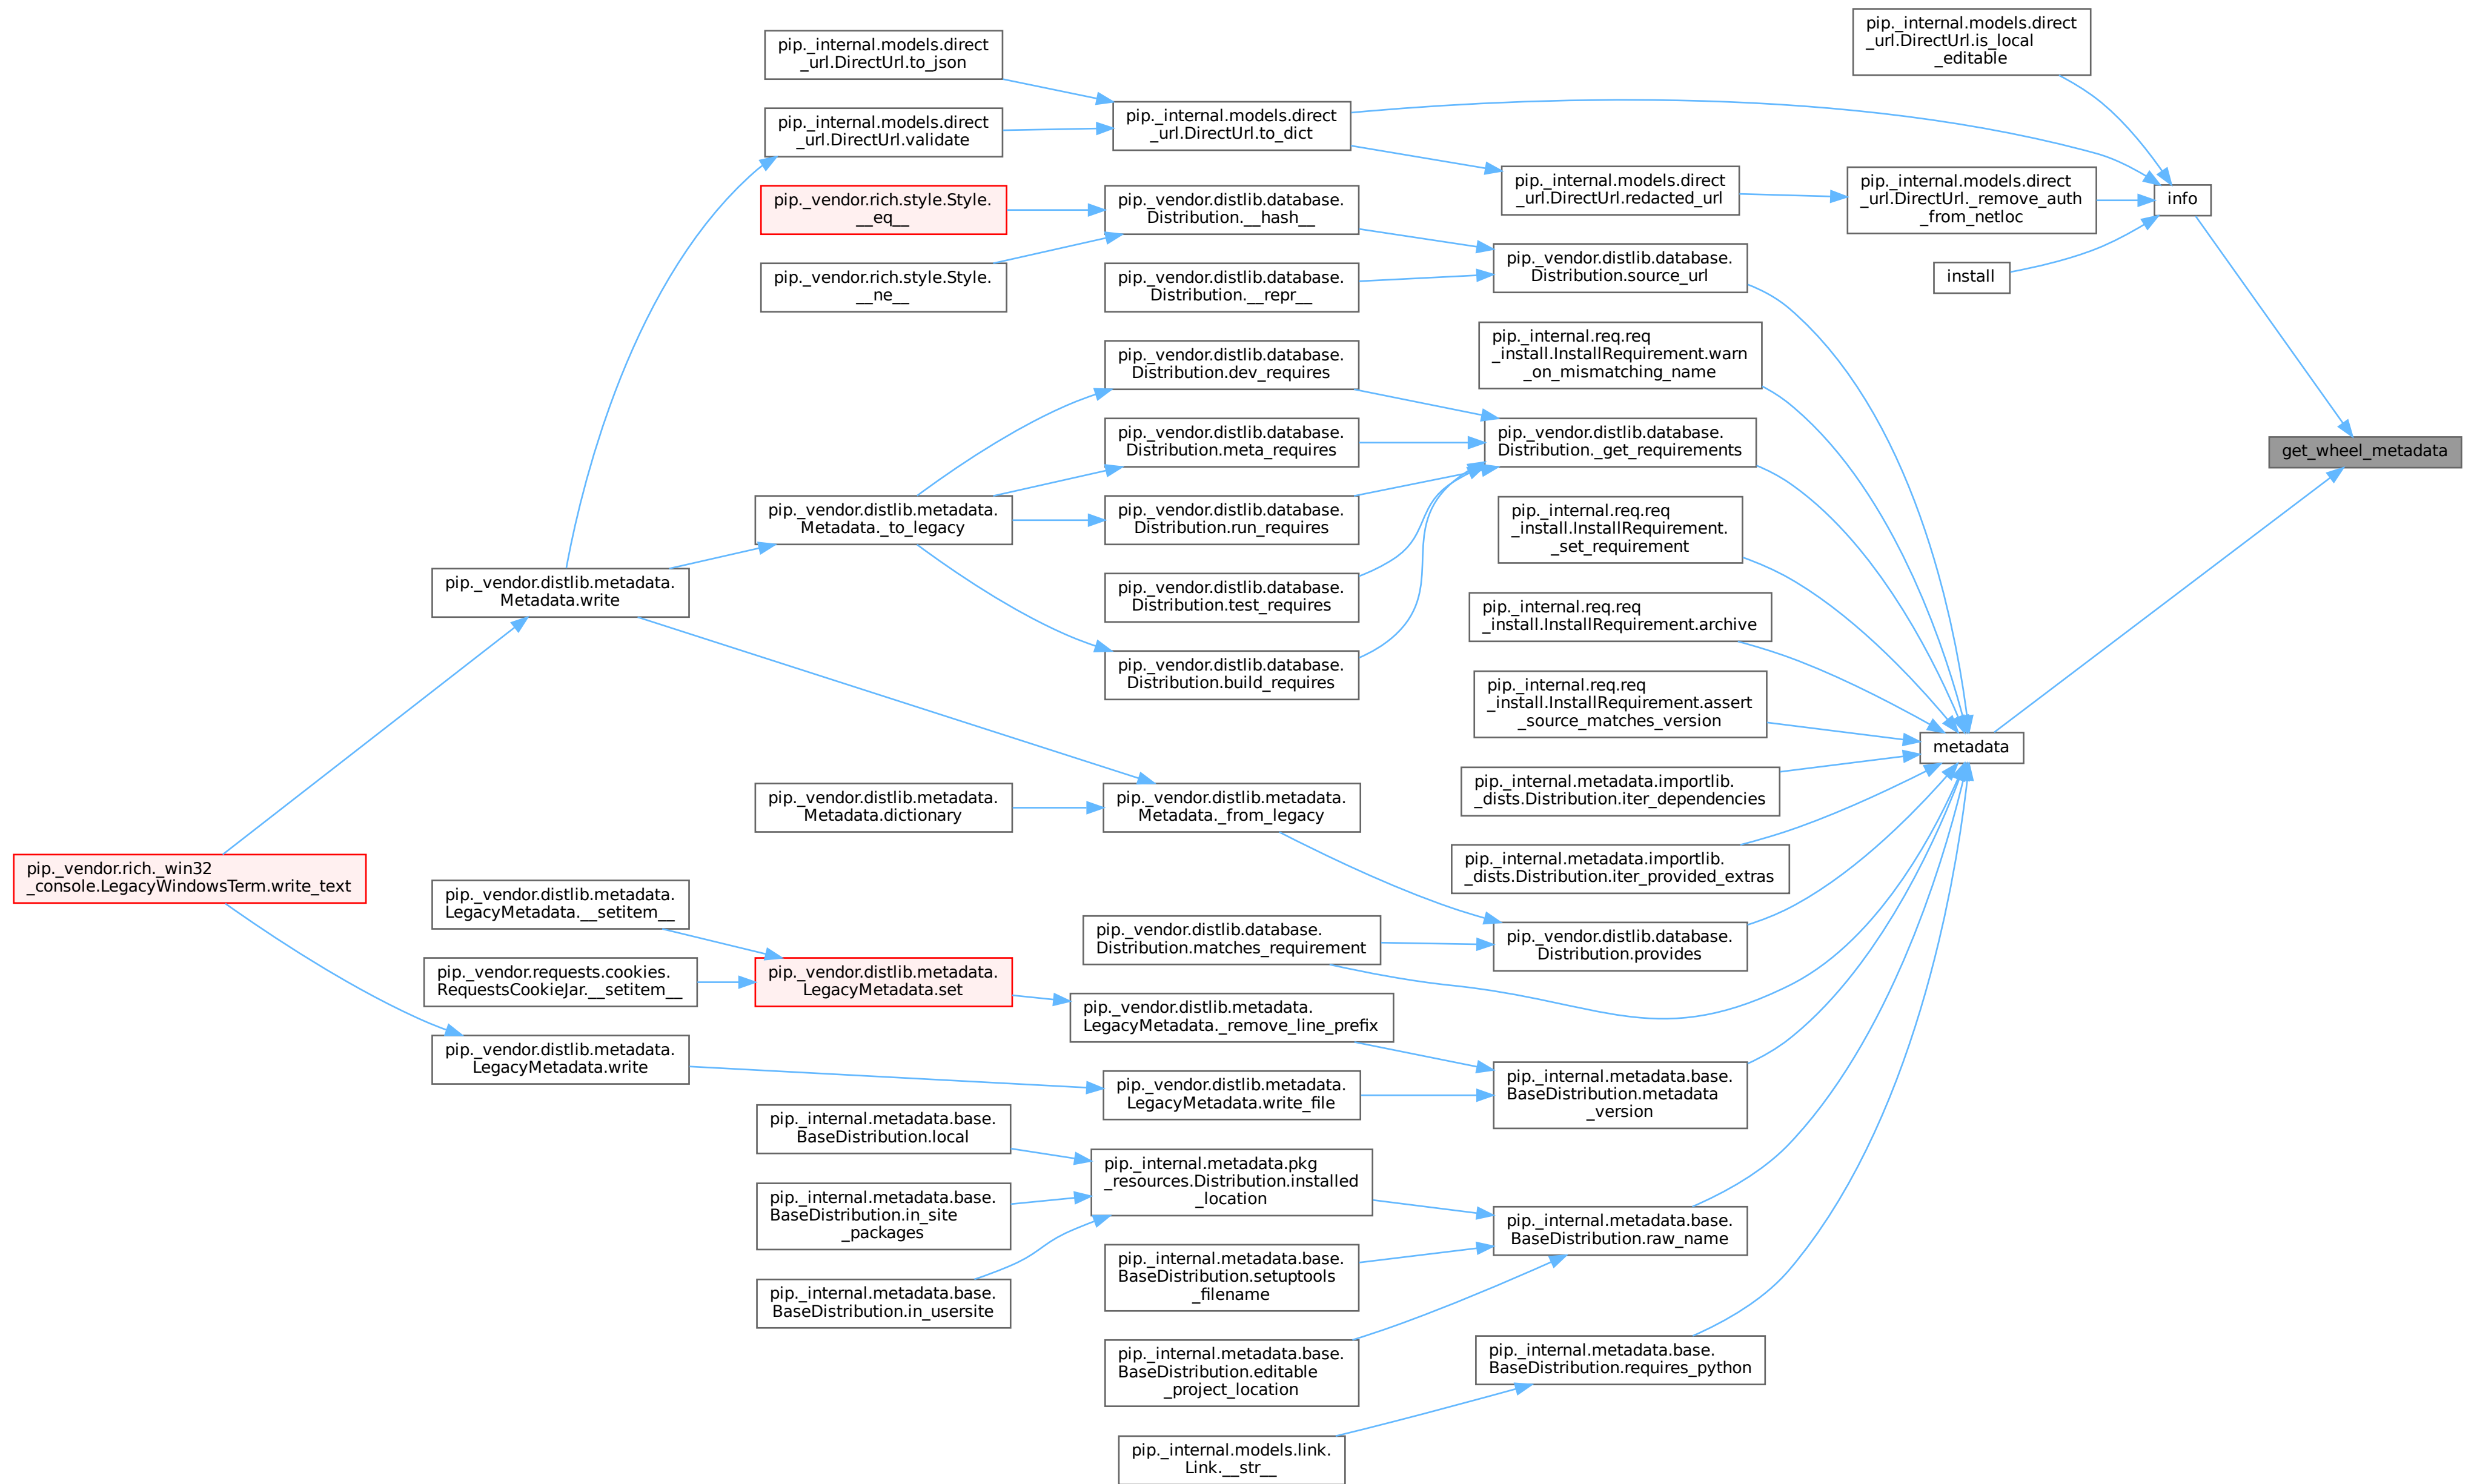 pip._internal.models.direct
_url.DirectUrl.is_local
_editable
pip._internal.models.direct
_url.DirectUrl.to_json
pip._internal.models.direct
_url.DirectUrl.to_dict
pip._internal.models.direct
_url.DirectUrl.validate
pip._internal.models.direct
_url.DirectUrl.redacted_url
pip._internal.models.direct
_url.DirectUrl._remove_auth
_from_netloc
info
pip._vendor.rich.style.Style.
__eq__
pip._vendor.distlib.database.
Distribution.__hash__
pip._vendor.distlib.database.
Distribution.source_url
install
pip._vendor.rich.style.Style.
__ne__
pip._vendor.distlib.database.
Distribution.__repr__
pip._internal.req.req
_install.InstallRequirement.warn
_on_mismatching_name
pip._vendor.distlib.database.
Distribution.dev_requires
pip._vendor.distlib.database.
Distribution.meta_requires
pip._vendor.distlib.database.
Distribution._get_requirements
get_wheel_metadata
pip._vendor.distlib.metadata.
Metadata._to_legacy
pip._vendor.distlib.database.
Distribution.run_requires
pip._internal.req.req
_install.InstallRequirement.
_set_requirement
pip._vendor.distlib.metadata.
Metadata.write
pip._vendor.distlib.database.
Distribution.test_requires
pip._internal.req.req
_install.InstallRequirement.archive
pip._vendor.distlib.database.
Distribution.build_requires
pip._internal.req.req
_install.InstallRequirement.assert
_source_matches_version
metadata
pip._vendor.distlib.metadata.
Metadata.dictionary
pip._vendor.distlib.metadata.
Metadata._from_legacy
pip._internal.metadata.importlib.
_dists.Distribution.iter_dependencies
pip._vendor.rich._win32
_console.LegacyWindowsTerm.write_text
pip._internal.metadata.importlib.
_dists.Distribution.iter_provided_extras
pip._vendor.distlib.metadata.
LegacyMetadata.__setitem__
pip._vendor.distlib.database.
Distribution.matches_requirement
pip._vendor.distlib.database.
Distribution.provides
pip._vendor.requests.cookies.
RequestsCookieJar.__setitem__
pip._vendor.distlib.metadata.
LegacyMetadata.set
pip._vendor.distlib.metadata.
LegacyMetadata._remove_line_prefix
pip._vendor.distlib.metadata.
LegacyMetadata.write
pip._vendor.distlib.metadata.
LegacyMetadata.write_file
pip._internal.metadata.base.
BaseDistribution.metadata
_version
pip._internal.metadata.base.
BaseDistribution.local
pip._internal.metadata.pkg
_resources.Distribution.installed
_location
pip._internal.metadata.base.
BaseDistribution.in_site
_packages
pip._internal.metadata.base.
BaseDistribution.raw_name
pip._internal.metadata.base.
BaseDistribution.setuptools
_filename
pip._internal.metadata.base.
BaseDistribution.in_usersite
pip._internal.metadata.base.
BaseDistribution.editable
_project_location
pip._internal.metadata.base.
BaseDistribution.requires_python
pip._internal.models.link.
Link.__str__